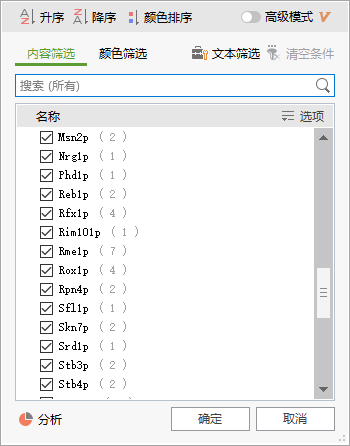 升序 降序 颜色排序 高级模式
内容筛选 颜色筛选 文本筛选 清空条件
搜索 (所有)
名称 选项
Msn2p ( 2 )
Nrg1p ( 1 )
Phd1p ( 1 )
Reb1p ( 2 )
Rfx1p ( 4 )
Rim101p ( 1 )
Rme1p ( 7 )
Rox1p ( 4 )
Rpn4p ( 2 )
Sfl1p ( 1 )
Skn7p ( 2 )
Srd1p ( 1 )
Stb3p ( 2 )
Stb4p ( 2 )
分析 确定 取消